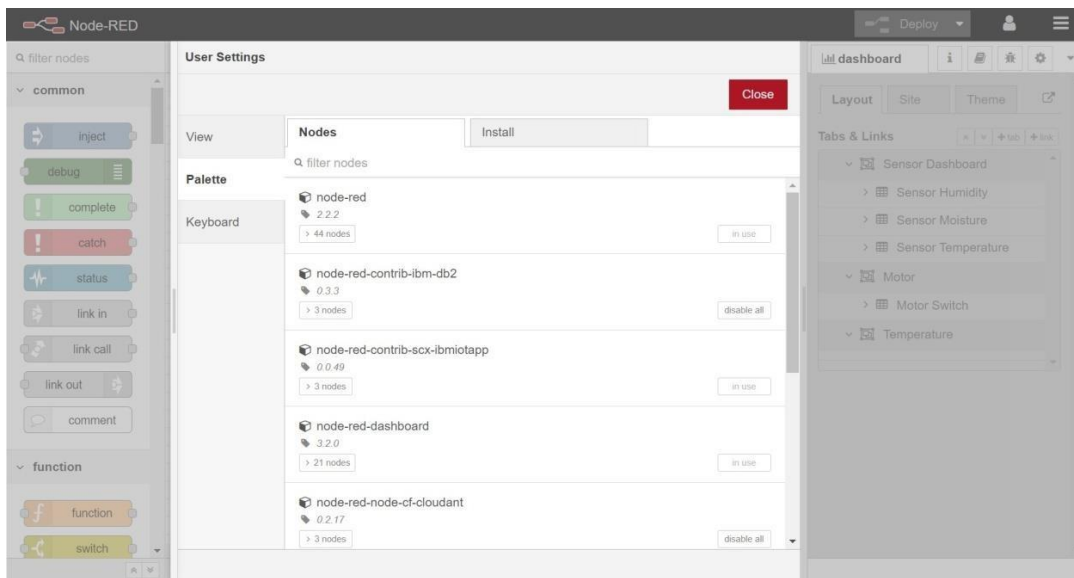 Node-RED
Deploy
filter nodes
common
inject
debug
complete
catch
status
link in
link call
link out
comment
function
function
switch
User Settings
Close
View
Palette
Keyboard
Nodes
Install
filter nodes
node-red
2.2.2
> 44 nodes
in use
node-red-contrib-ibm-db2
0.3.3
> 3 nodes
disable all
node-red-contrib-scx-ibmiotapp
0.0.49
> 3 nodes
in use
node-red-dashboard
3.2.0
> 21 nodes
in use
node-red-node-cf-cloudant
0.2.17
> 3 nodes
disable all
dashboard
i
Layout
Site
Theme
Tabs & Links
+ tab
+ link
Sensor Dashboard
Sensor Humidity
Sensor Moisture
Sensor Temperature
Motor
Motor Switch
Temperature